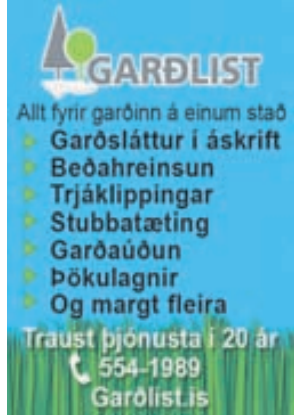 GARÐLIST
Allt fyrir garðinn á einum stað
Garðsláttur í áskrift
Beðahreinsun
Trjáklippingar
Stubbatæting
Garðaúðun
Þökulagnir
Og margt fleira
Traust þjónusta í 20 ár
554-1989
Garðlist.is